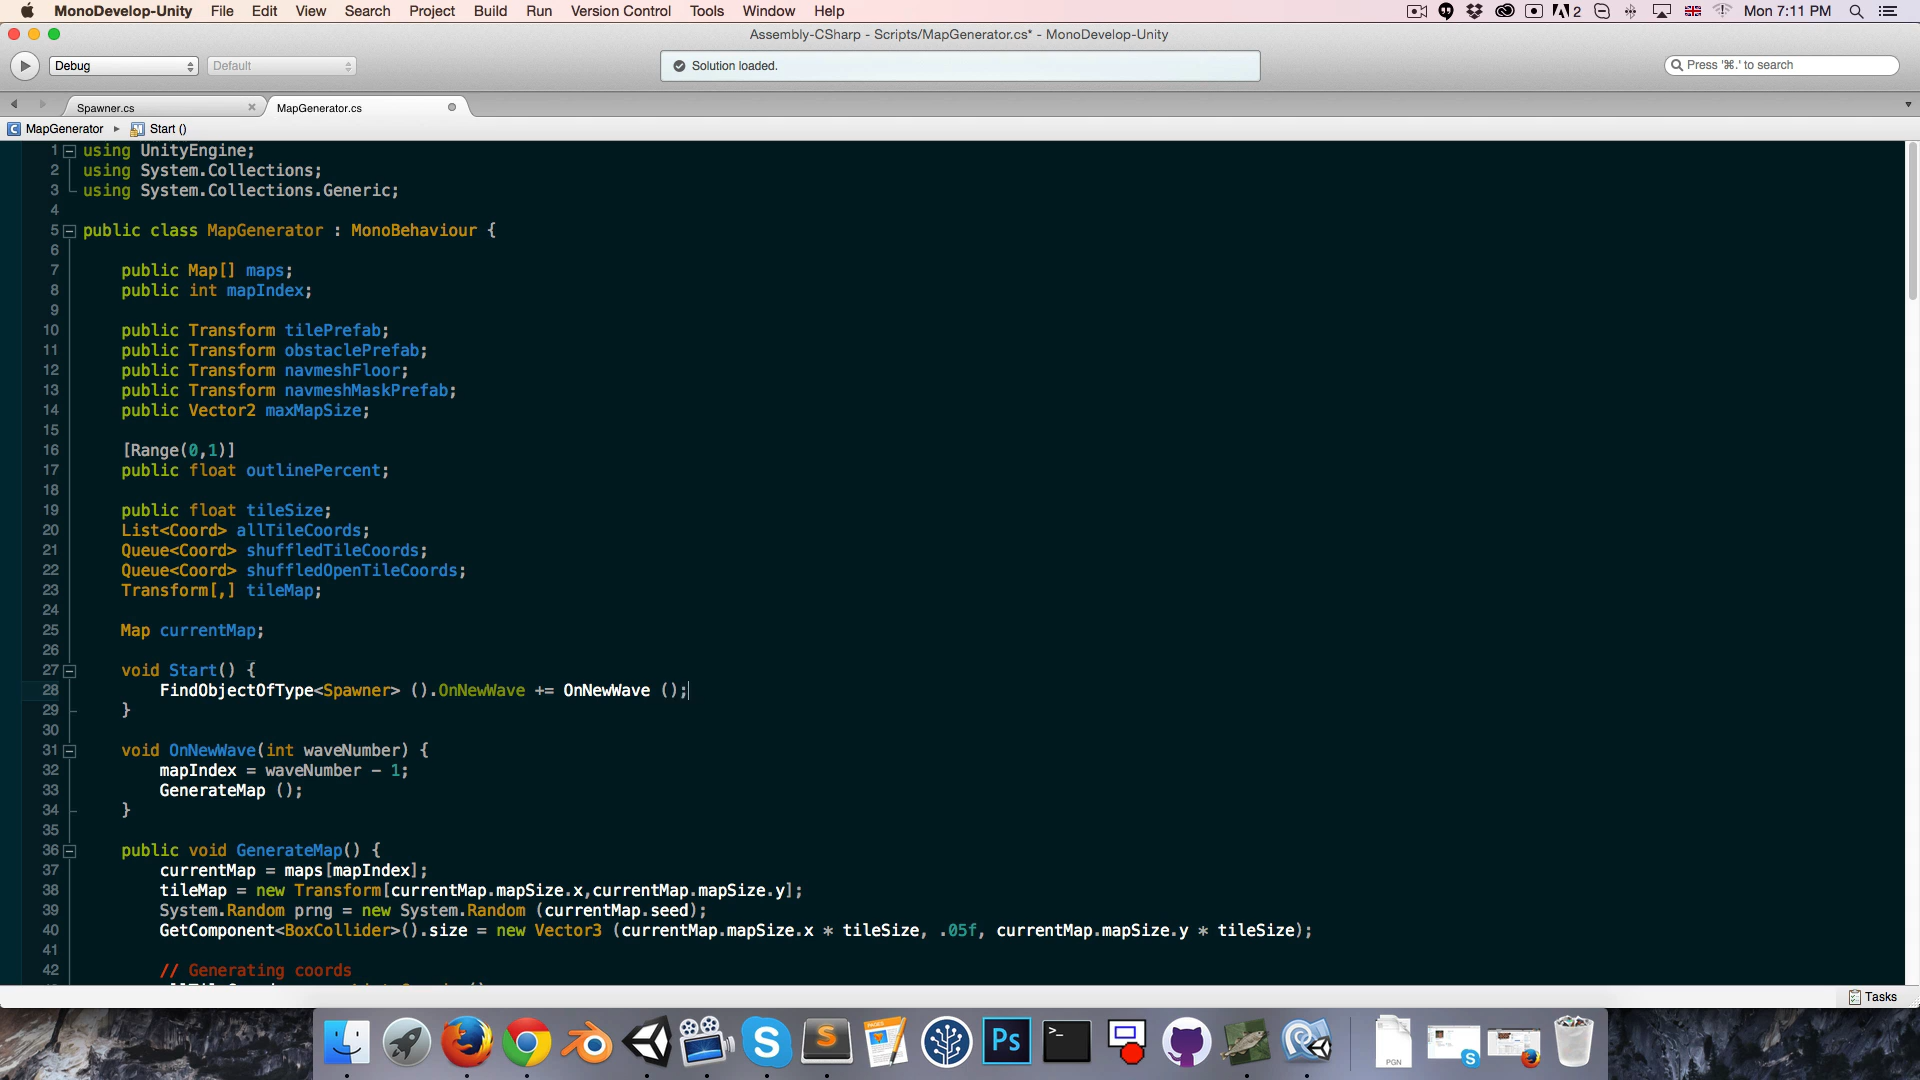 MonoDevelop-Unity File Edit View Search Project Build Run Version Control Tools Window Help 2 Mon 7:11 PM
Assembly-CSharp - Scripts/MapGenerator.cs* - MonoDevelop-Unity
Debug Default Solution loaded. Press '⌘.' to search
Spawner.cs MapGenerator.cs
MapGenerator Start ()
1 using UnityEngine;
2 using System.Collections;
3 using System.Collections.Generic;
4
5 public class MapGenerator : MonoBehaviour {
6
7 public Map[] maps;
8 public int mapIndex;
9
10 public Transform tilePrefab;
11 public Transform obstaclePrefab;
12 public Transform navmeshFloor;
13 public Transform navmeshMaskPrefab;
14 public Vector2 maxMapSize;
15
16 [Range(0,1)]
17 public float outlinePercent;
18
19 public float tileSize;
20 List<Coord> allTileCoords;
21 Queue<Coord> shuffledTileCoords;
22 Queue<Coord> shuffledOpenTileCoords;
23 Transform[,] tileMap;
24
25 Map currentMap;
26
27 void Start() {
28 FindObjectOfType<Spawner> ().OnNewWave += OnNewWave ();
29 }
30
31 void OnNewWave(int waveNumber) {
32 mapIndex = waveNumber - 1;
33 GenerateMap ();
34 }
35
36 public void GenerateMap() {
37 currentMap = maps[mapIndex];
38 tileMap = new Transform[currentMap.mapSize.x,currentMap.mapSize.y];
39 System.Random prng = new System.Random (currentMap.seed);
40 GetComponent<BoxCollider>().size = new Vector3 (currentMap.mapSize.x * tileSize, .05f, currentMap.mapSize.y * tileSize);
41
42 // Generating coords
Tasks
Ps
PGN